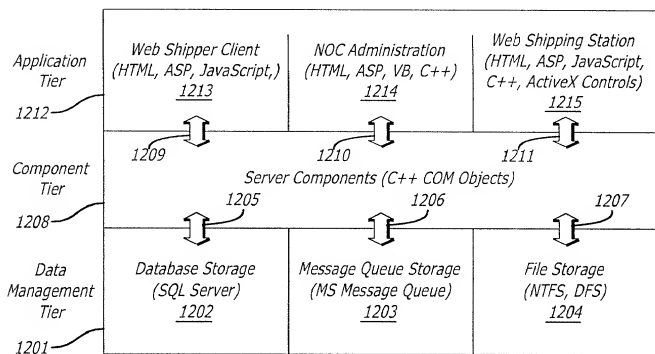 Application
Tier
1212
Web Shipper Client
(HTML, ASP, JavaScript,)
1213
NOC Administration
(HTML, ASP, VB, C++)
1214
Web Shipping Station
(HTML, ASP, JavaScript,
C++, ActiveX Controls)
1215
1209
1210
1211
Component
Tier
1208
Server Components (C++ COM Objects)
1205
1206
1207
Data
Management
Tier
1201
Database Storage
(SQL Server)
1202
Message Queue Storage
(MS Message Queue)
1203
File Storage
(NTFS, DFS)
1204